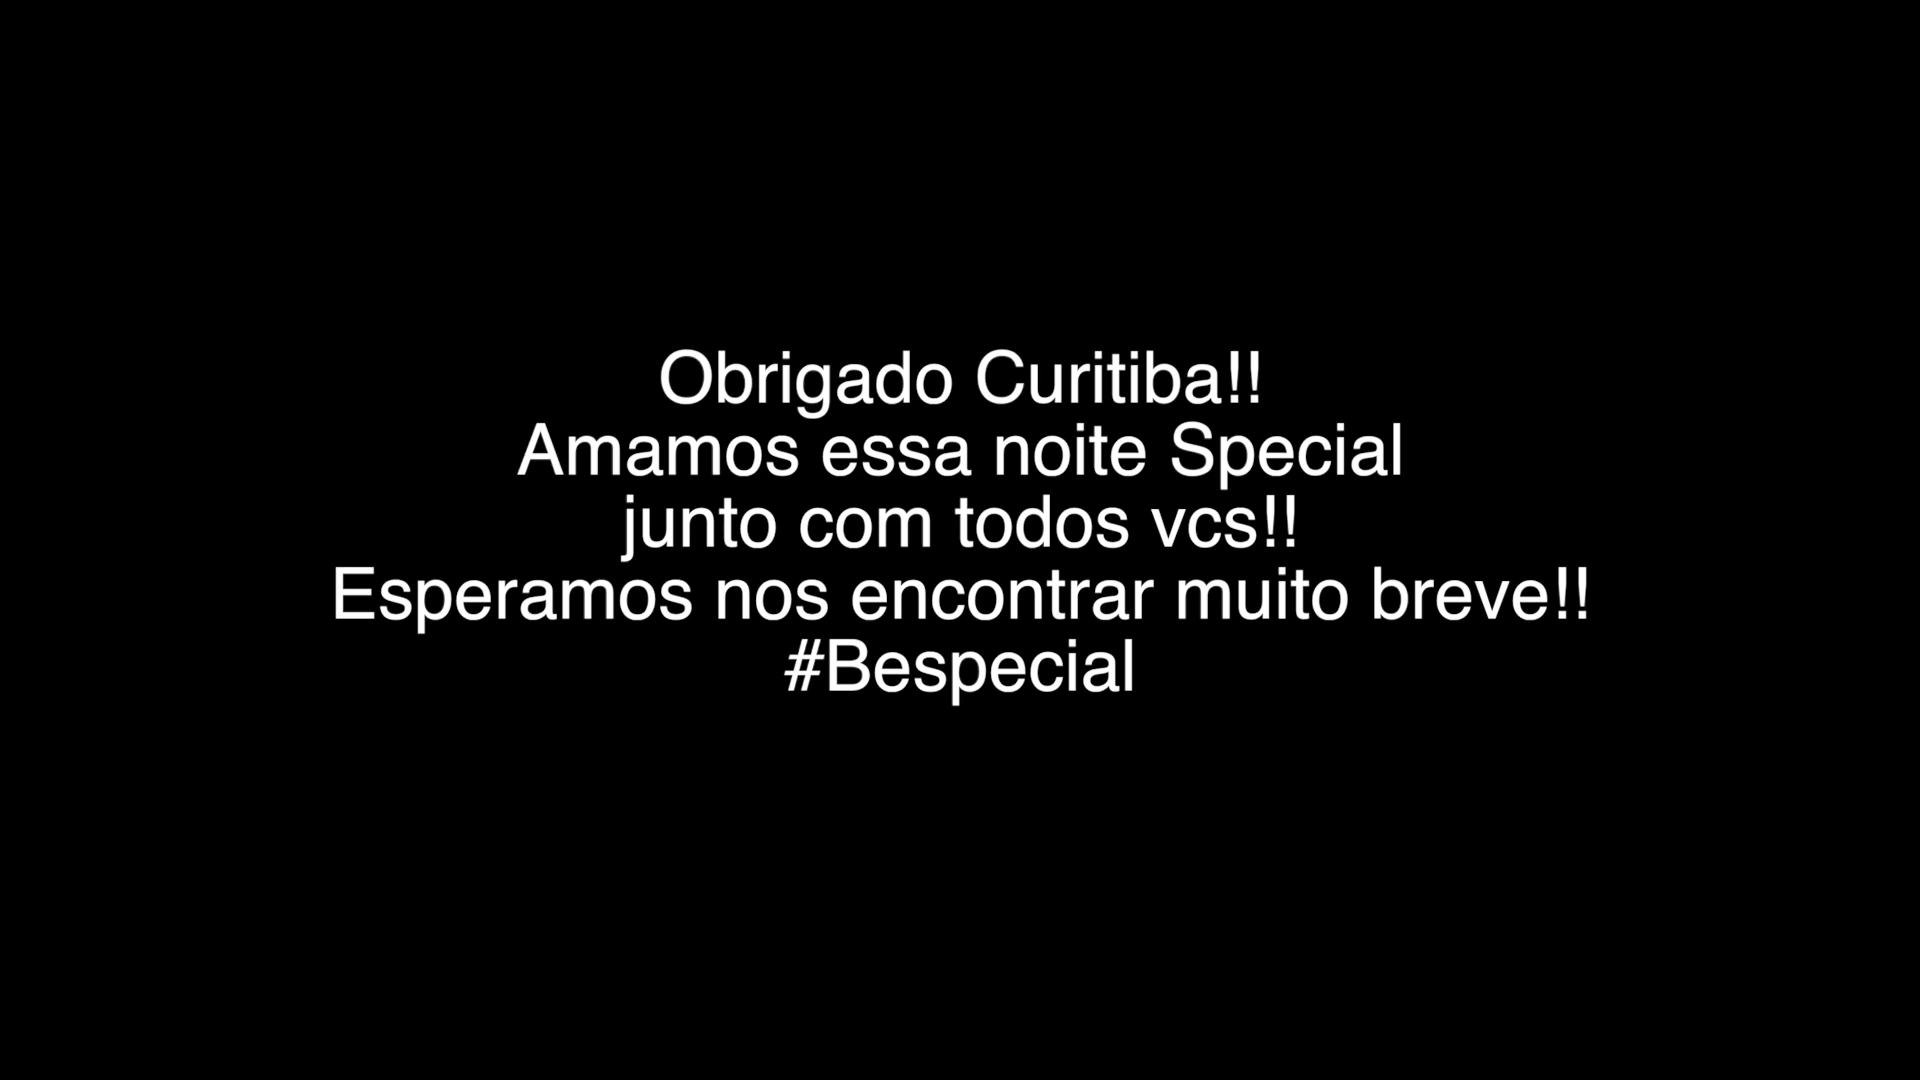 Obrigado Curitiba!!
Amamos essa noite Special
junto com todos vcs!!
Esperamos nos encontrar muito breve!!
#Bespecial